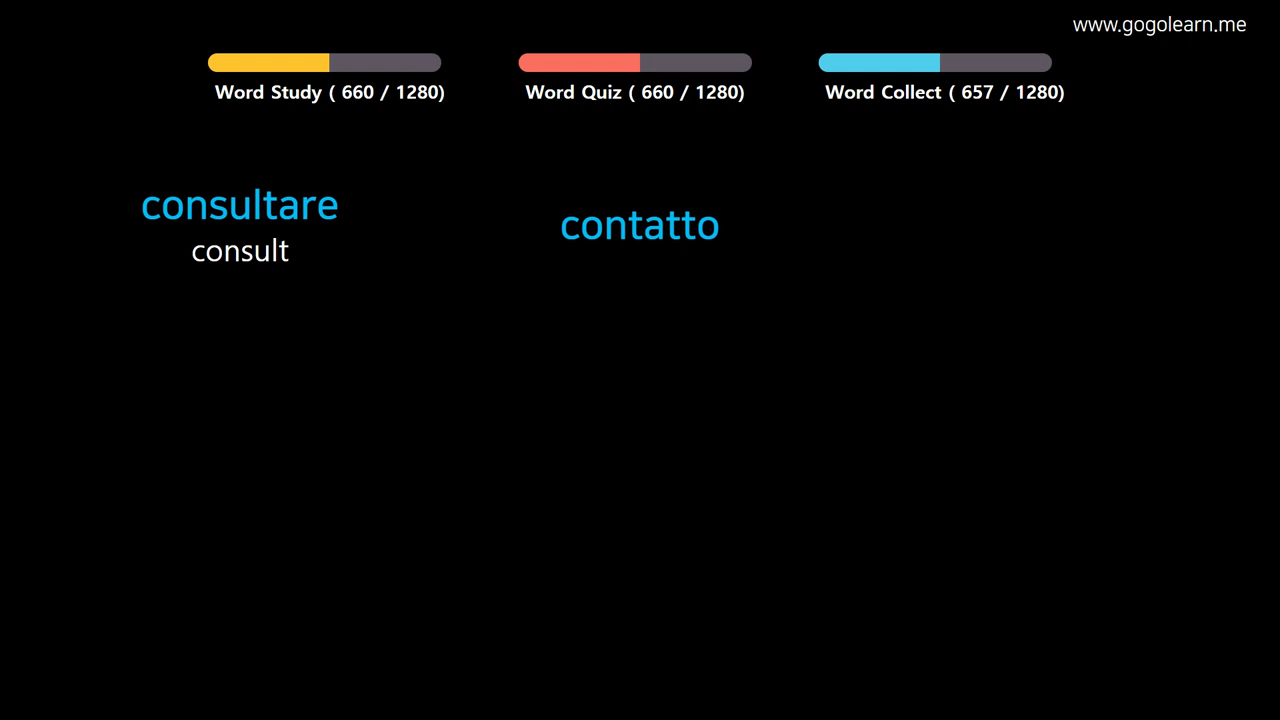 www.gogolearn.me
Word Study ( 660 / 1280)
Word Quiz ( 660 / 1280)
Word Collect ( 657 / 1280)
consultare
consult
contatto